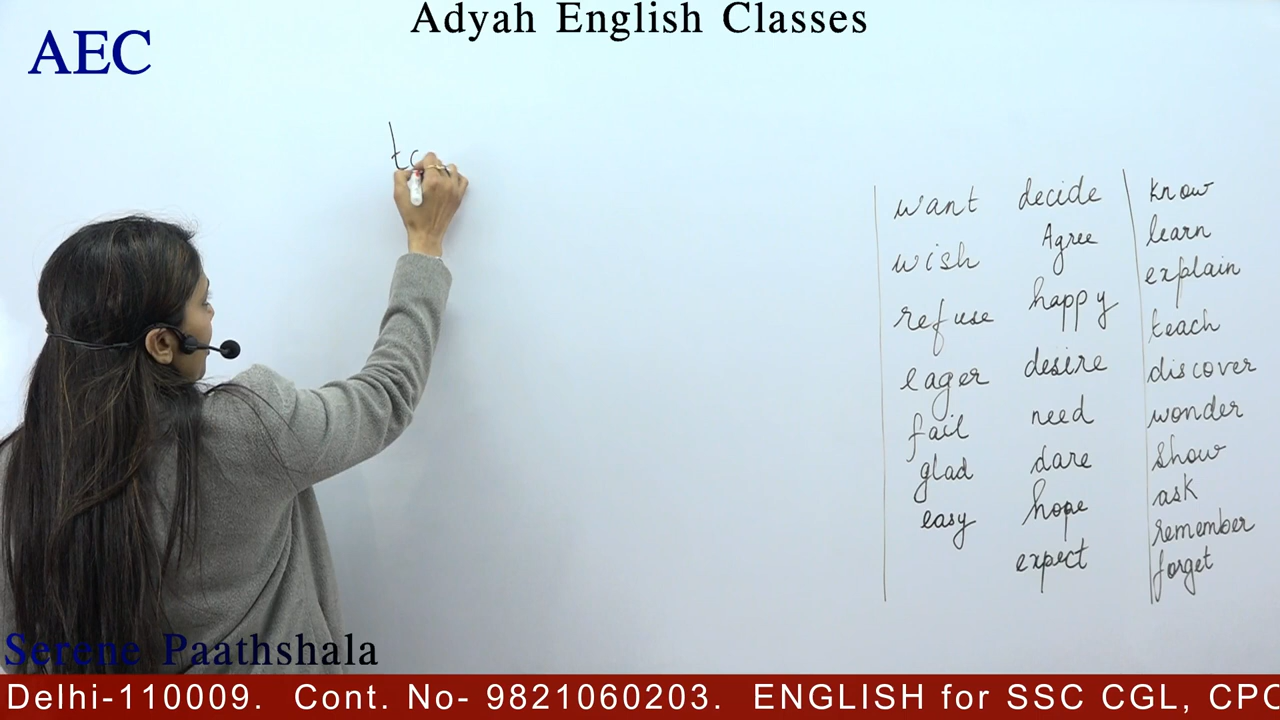 Adyah English Classes
AEC
to
want decide know
wish Agree learn
refuse happy explain
eager desire teach
fail need discover
glad dare wonder
easy hope show
expect ask
remember
forget
Serene Paathshala
Delhi-110009. Cont. No- 9821060203. ENGLISH for SSC CGL, CPO